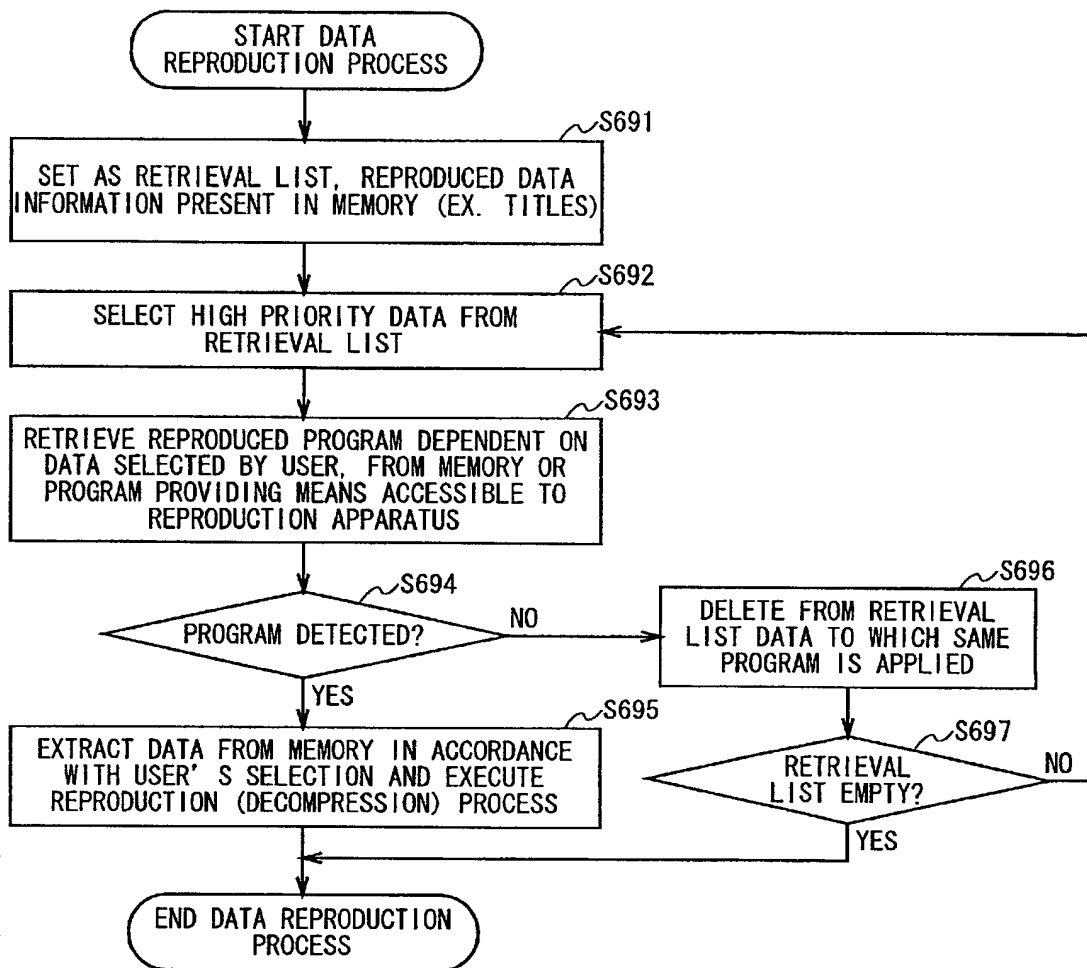 START DATA
REPRODUCTION PROCESS
S691
SET AS RETRIEVAL LIST, REPRODUCED DATA
INFORMATION PRESENT IN MEMORY (EX. TITLES)
S692
SELECT HIGH PRIORITY DATA FROM
RETRIEVAL LIST
S693
RETRIEVE REPRODUCED PROGRAM DEPENDENT ON
DATA SELECTED BY USER, FROM MEMORY OR
PROGRAM PROVIDING MEANS ACCESSIBLE TO
REPRODUCTION APPARATUS
S694
PROGRAM DETECTED?
NO
YES
S696
DELETE FROM RETRIEVAL
LIST DATA TO WHICH SAME
PROGRAM IS APPLIED
S695
EXTRACT DATA FROM MEMORY IN ACCORDANCE
WITH USER'S SELECTION AND EXECUTE
REPRODUCTION (DECOMPRESSION) PROCESS
S697
RETRIEVAL
LIST EMPTY?
NO
YES
END DATA REPRODUCTION
PROCESS